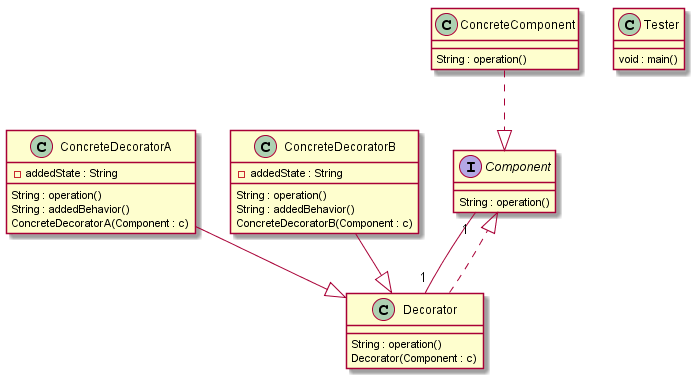 C ConcreteComponent
String : operation()
C Tester
void : main()
C ConcreteDecoratorA
addedState : String
String : operation()
String : addedBehavior()
ConcreteDecoratorA(Component : c)
C ConcreteDecoratorB
addedState : String
String : operation()
String : addedBehavior()
ConcreteDecoratorB(Component : c)
I Component
String : operation()
1
1
C Decorator
String : operation()
Decorator(Component : c)